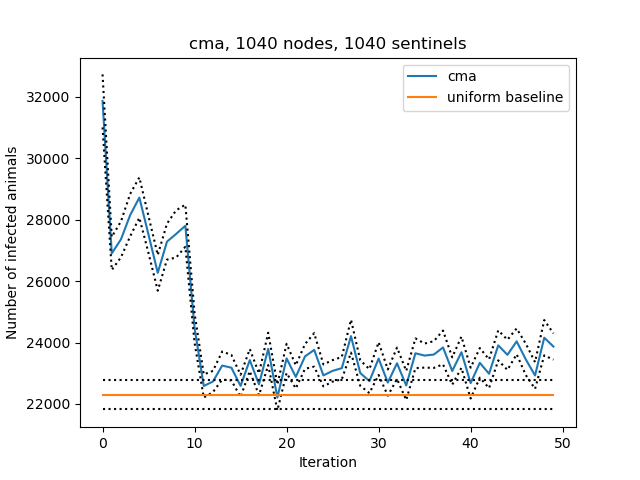 cma, 1040 nodes, 1040 sentinels
cma
uniform baseline
Number of infected animals
32000
30000
28000
26000
24000
22000
0
10
20
30
40
50
Iteration